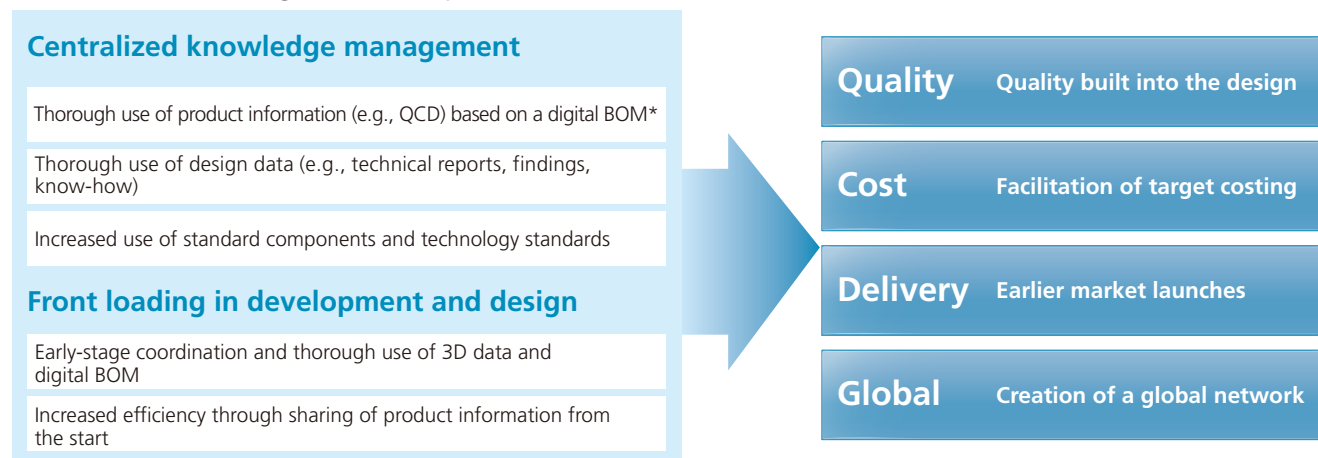 Centralized knowledge management
Thorough use of product information (e.g., QCD) based on a digital BOM*
Thorough use of design data (e.g., technical reports, findings,
know-how)
Increased use of standard components and technology standards
Front loading in development and design
Early-stage coordination and thorough use of 3D data and
digital BOM
Increased efficiency through sharing of product information from
the start
Quality Quality built into the design
Cost Facilitation of target costing
Delivery Earlier market launches
Global Creation of a global network